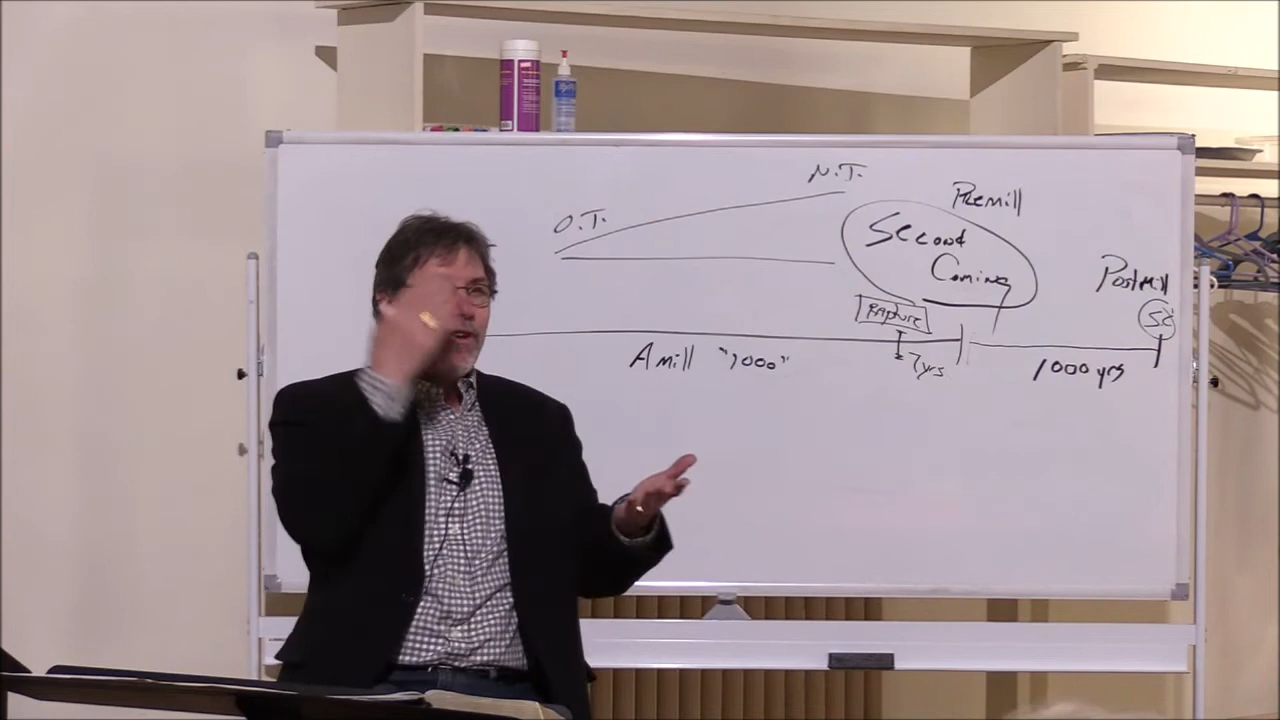 N.T.
O.T.
Premill
Second
Coming
Postmill
Rapture
SC
Amill "1000"
7yrs
1000 yrs